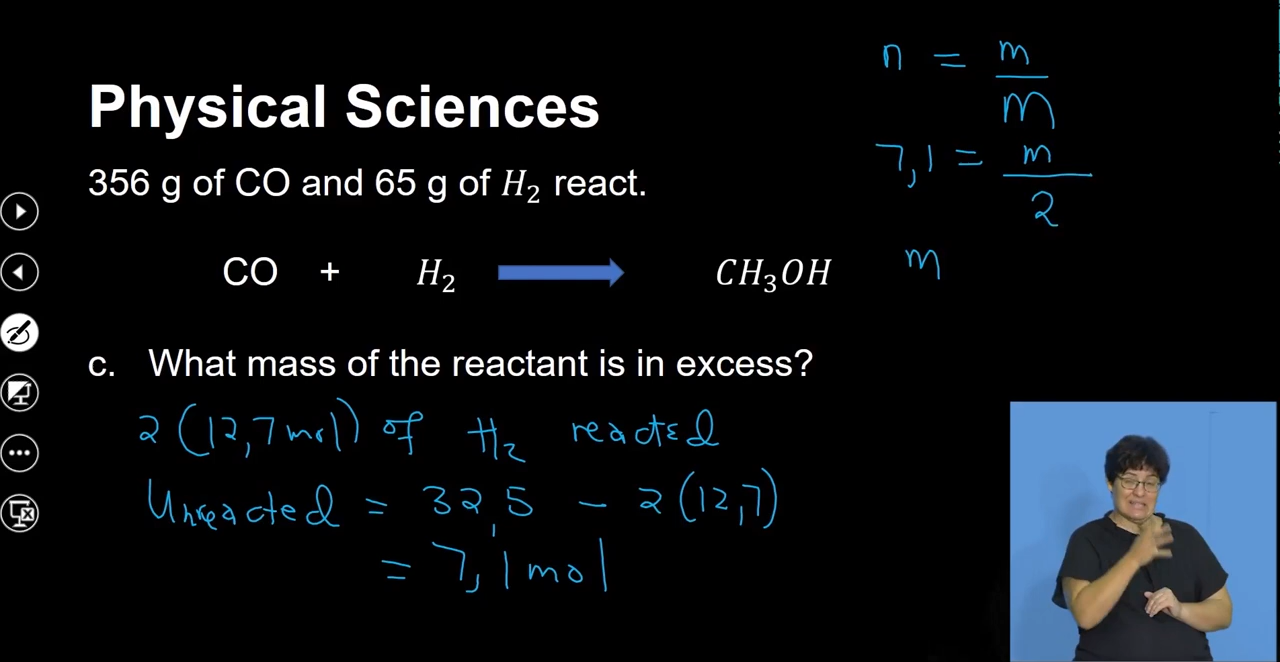 Physical Sciences
356 g of CO and 65 g of H₂ react.
CO + H₂ CH₃OH
c. What mass of the reactant is in excess?
2 (12,7 mol) of H₂ reacted
Unreacted = 32,5 - 2 (12,7)
= 7,1 mol
n = m/M
7,1 = m/2
m